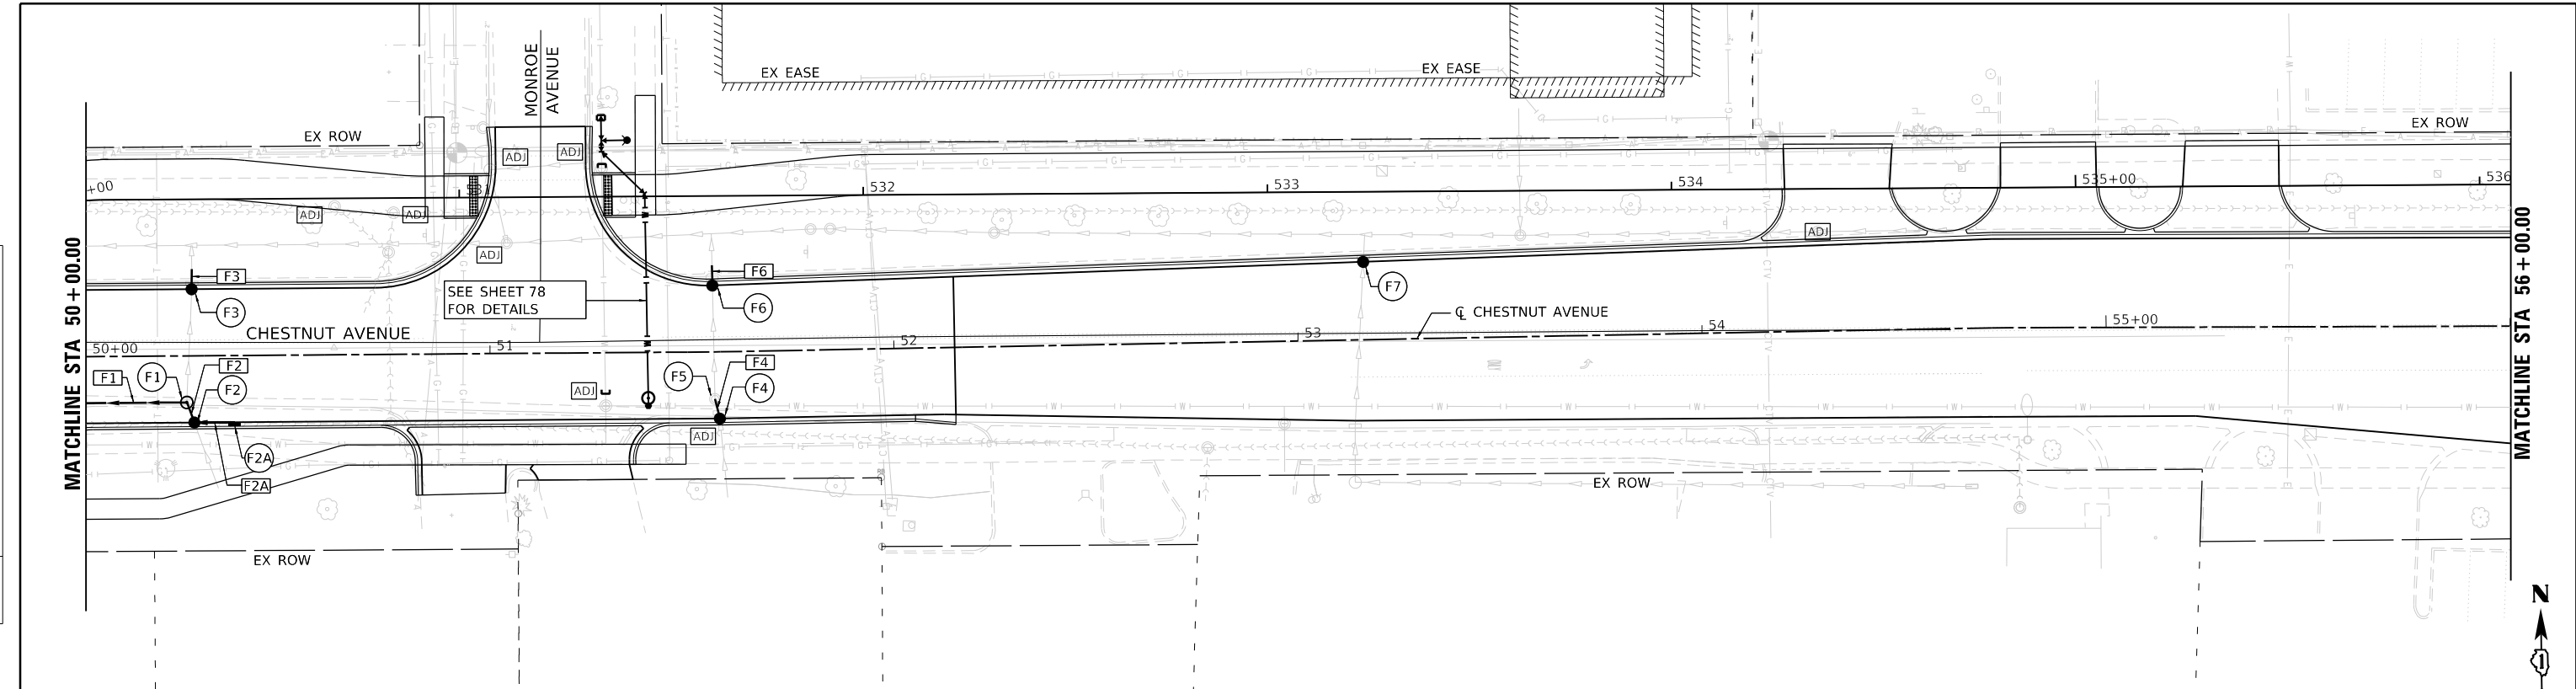 MONROE
AVENUE
EX EASE
EX EASE
EX ROW
EX ROW
ADJ
ADJ
+00
531
532
533
534
535+00
536
ADJ
ADJ
ADJ
ADJ
F3
F3
F6
F6
F7
SEE SHEET 78
FOR DETAILS
CHESTNUT AVENUE
℄ CHESTNUT AVENUE
50+00
51
52
53
54
55+00
F1
F1
F2
F2
ADJ
F5
F4
F4
ADJ
F2A
F2A
EX ROW
EX ROW
MATCHLINE STA 50+00.00
MATCHLINE STA 56+00.00
N
1